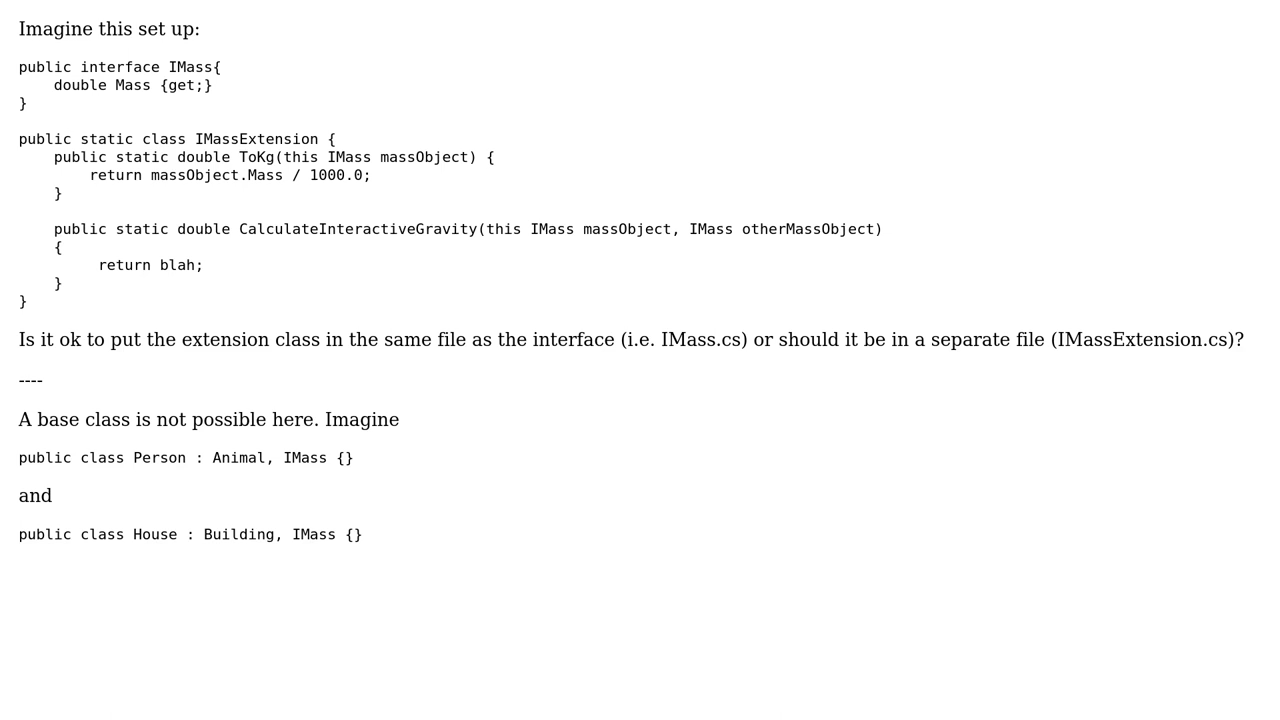 Imagine this set up:
public interface IMass{
    double Mass {get;}
}
public static class IMassExtension {
    public static double ToKg(this IMass massObject) {
        return massObject.Mass / 1000.0;
    }
    public static double CalculateInteractiveGravity(this IMass massObject, IMass otherMassObject)
    {
         return blah;
    }
}
Is it ok to put the extension class in the same file as the interface (i.e. IMass.cs) or should it be in a separate file (IMassExtension.cs)?
----
A base class is not possible here. Imagine
public class Person : Animal, IMass {}
and
public class House : Building, IMass {}